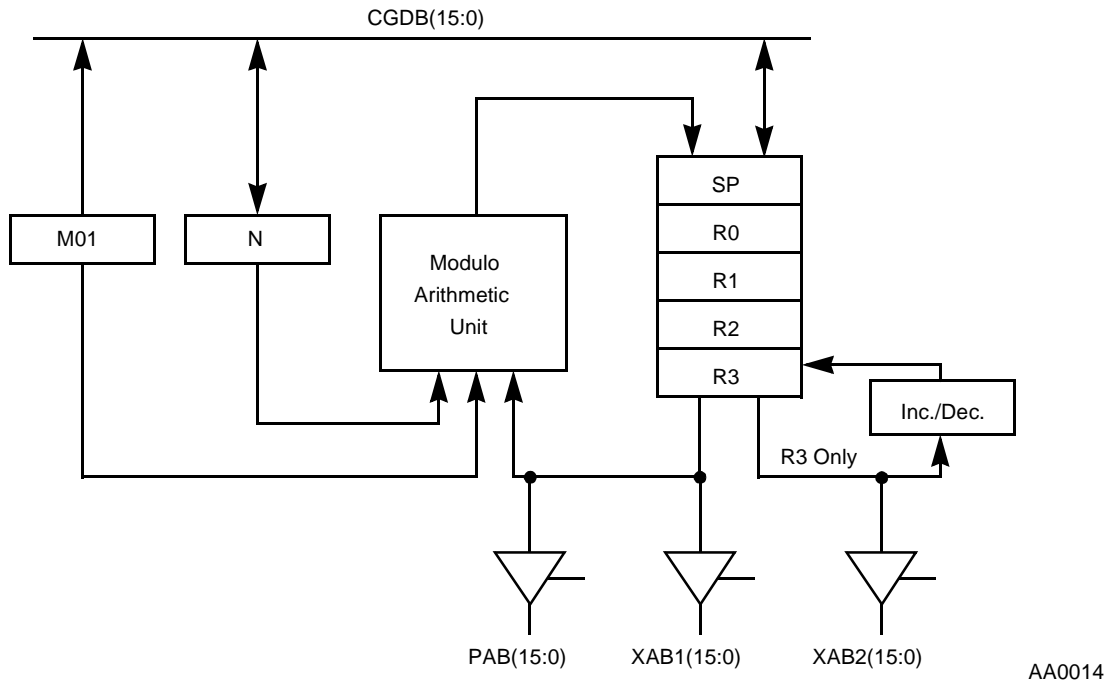 CGDB(15:0)
M01
N
Modulo
Arithmetic
Unit
SP
R0
R1
R2
R3
Inc./Dec.
R3 Only
PAB(15:0)
XAB1(15:0)
XAB2(15:0)
AA0014